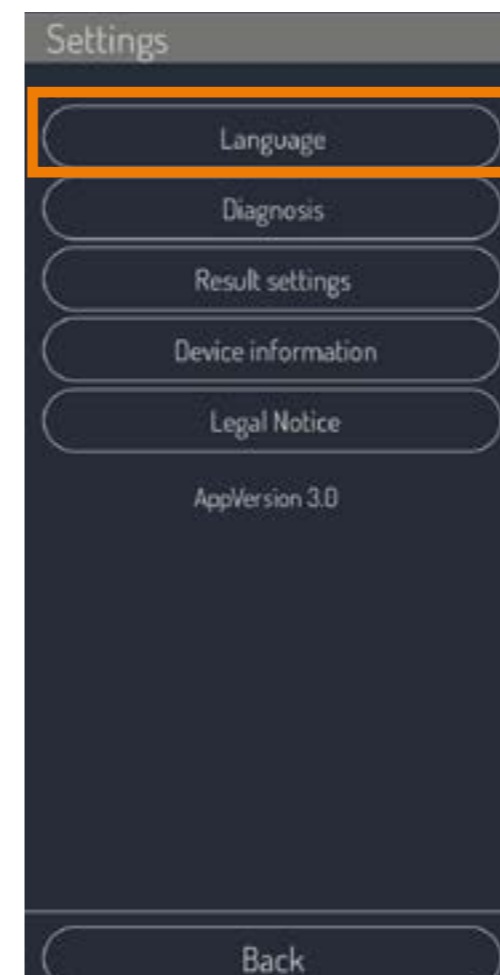 Settings
Language
Diagnosis
Result settings
Device information
Legal Notice
AppVersion 3.0
Back